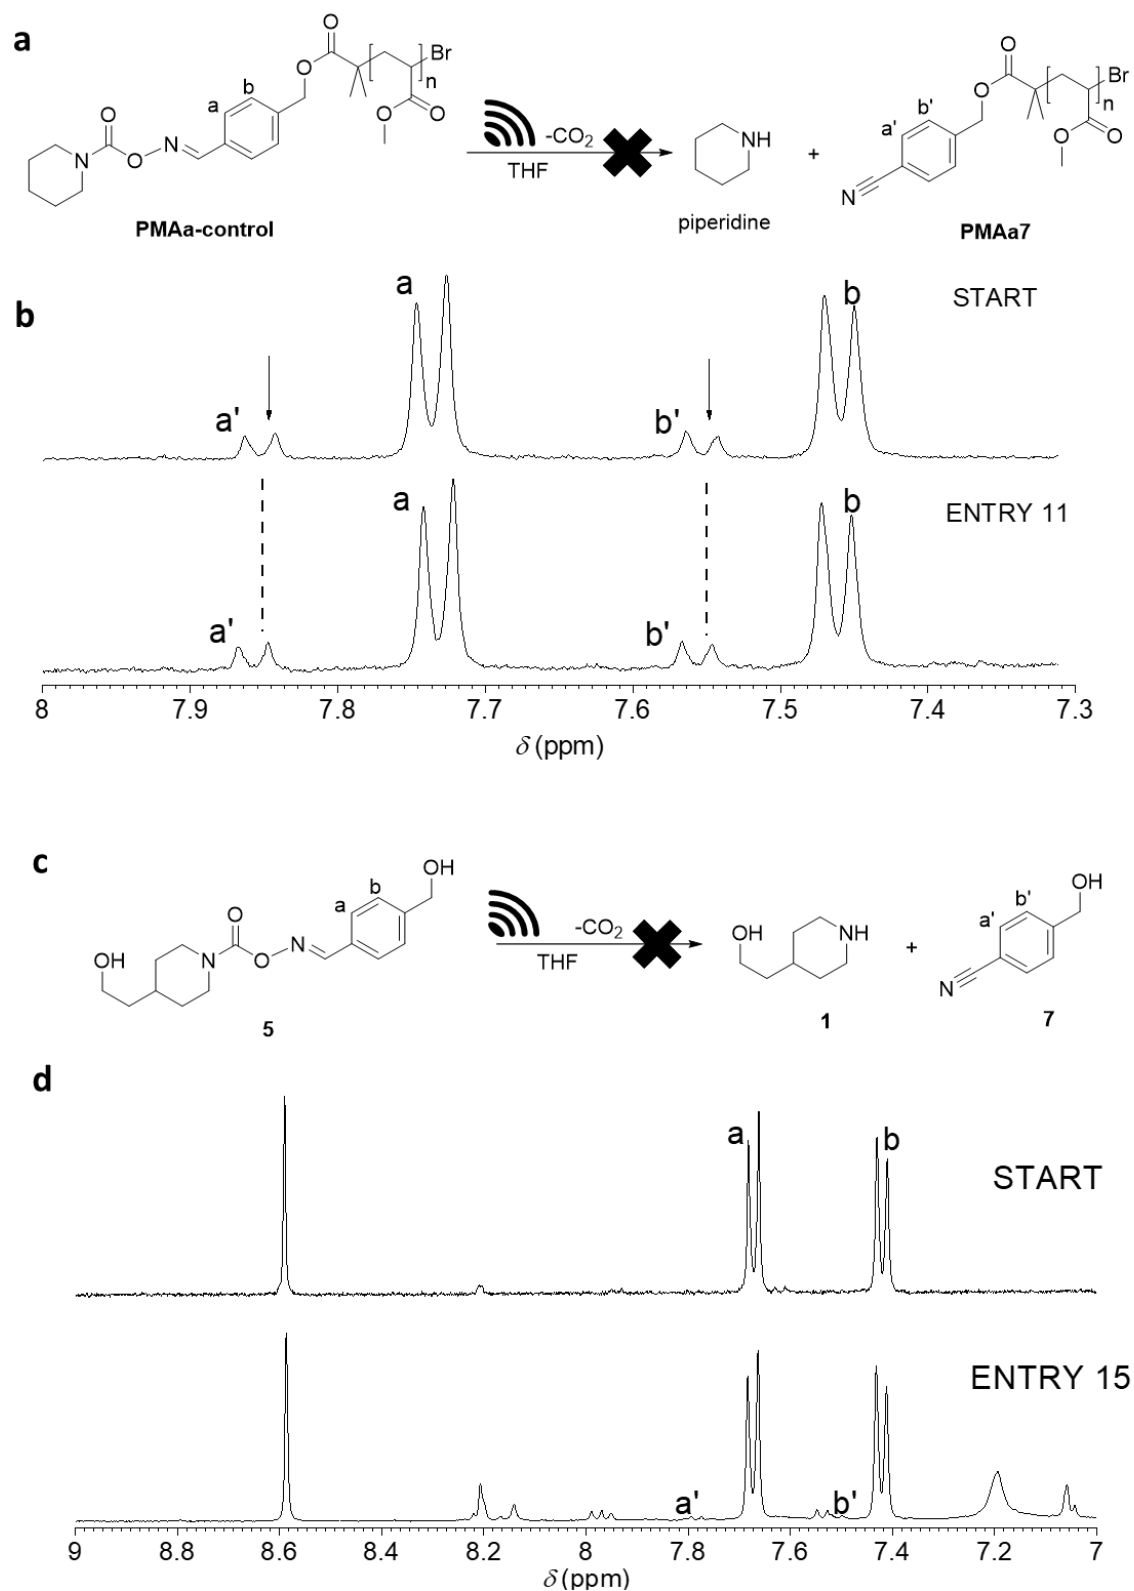 a
O
O
b
a
Br
n
O
O
O
N
O
N
-CO₂
THF
NH
+
O
O
b'
a'
Br
n
O
O
N
PMAa-control
piperidine
PMAa7
b
a
b
START
a'
b'
a
b
ENTRY 11
a'
b'
8 7.9 7.8 7.7 7.6 7.5 7.4 7.3
δ (ppm)
c
OH
b
a
O
N
O
N
OH
-CO₂
THF
OH
NH
+
OH
b'
a'
N
5
1
7
d
a
b
START
ENTRY 15
a'
b'
9 8.8 8.6 8.4 8.2 8 7.8 7.6 7.4 7.2 7
δ (ppm)